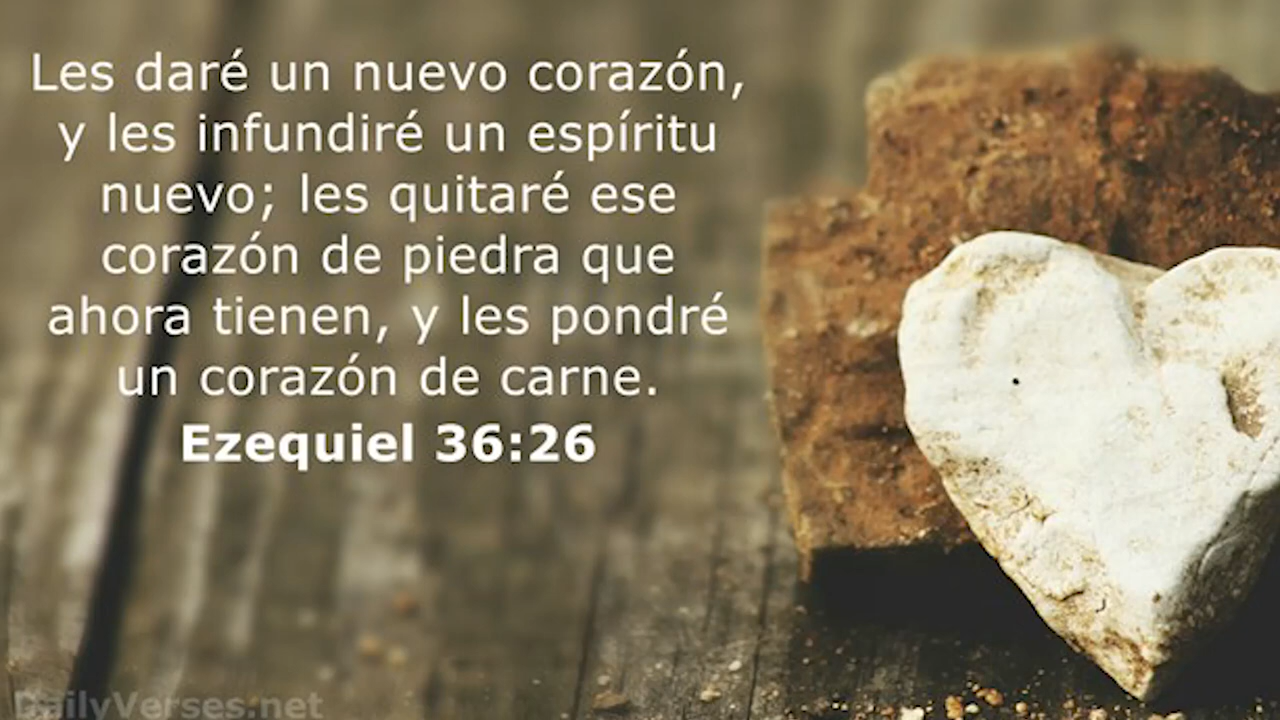 Les daré un nuevo corazón,
y les infundiré un espíritu
nuevo; les quitaré ese
corazón de piedra que
ahora tienen, y les pondré
un corazón de carne.
Ezequiel 36:26
DailyVerses.net